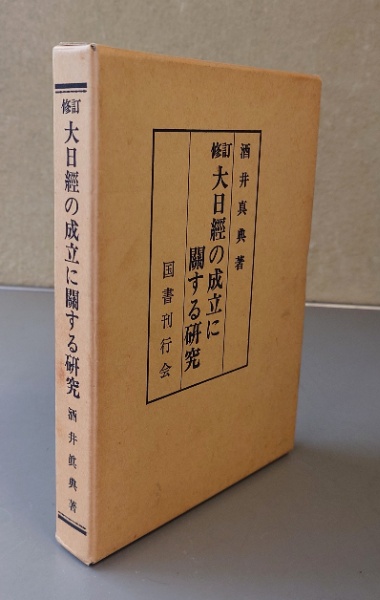 修訂
大日經の成立に關する研究
酒井眞典著
酒井真典著
修訂
大日經の成立に
關する研究
国書刊行会